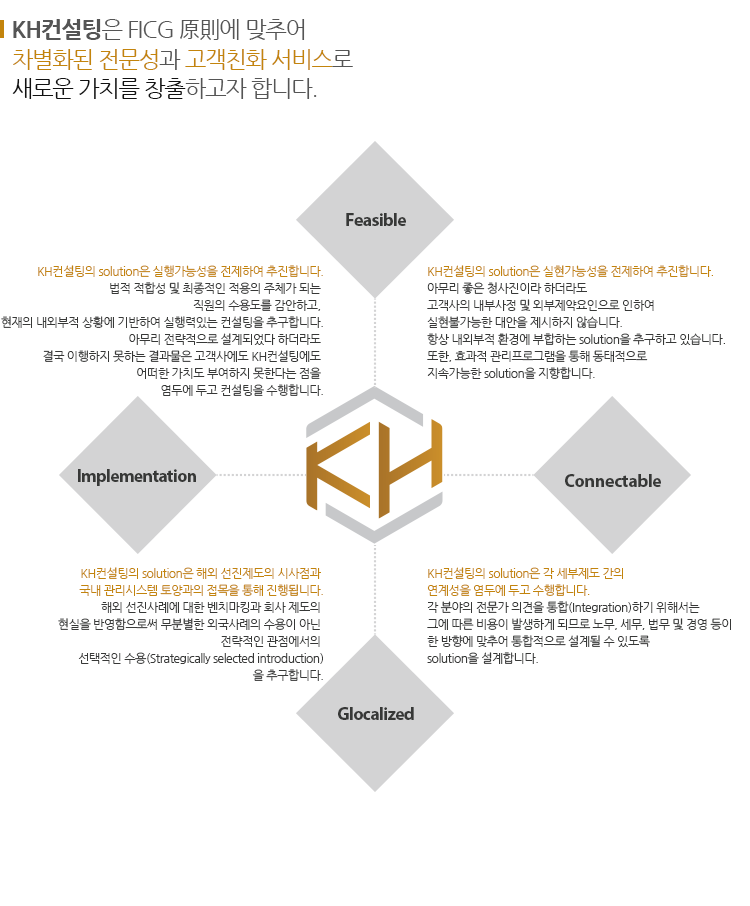 KH컨설팅은 FICG 原則에 맞추어
차별화된 전문성과 고객친화 서비스로
새로운 가치를 창출하고자 합니다.
Feasible
KH컨설팅의 solution은 실행가능성을 전제하여 추진합니다.
법적 적합성 및 최종적인 적용의 주체가 되는
직원의 수용도를 감안하고,
현재의 내외부적 상황에 기반하여 실행력있는 컨설팅을 추구합니다.
아무리 전략적으로 설계되었다 하더라도
결국 이행하지 못하는 결과물은 고객사에도 KH컨설팅에도
어떠한 가치도 부여하지 못한다는 점을
염두에 두고 컨설팅을 수행합니다.
KH컨설팅의 solution은 실현가능성을 전제하여 추진합니다.
아무리 좋은 청사진이라 하더라도
고객사의 내부사정 및 외부제약요인으로 인하여
실현불가능한 대안을 제시하지 않습니다.
항상 내외부적 환경에 부합하는 solution을 추구하고 있습니다.
또한, 효과적 관리프로그램을 통해 동태적으로
지속가능한 solution을 지향합니다.
Implementation
KH
Connectable
KH컨설팅의 solution은 해외 선진제도의 시사점과
국내 관리시스템 토양과의 접목을 통해 진행됩니다.
해외 선진사례에 대한 벤치마킹과 회사 제도의
현실을 반영함으로써 무분별한 외국사례의 수용이 아닌
전략적인 관점에서의
선택적인 수용(Strategically selected introduction)
을 추구합니다.
KH컨설팅의 solution은 각 세부제도 간의
연계성을 염두에 두고 수행합니다.
각 분야의 전문가 의견을 통합(Integration)하기 위해서는
그에 따른 비용이 발생하게 되므로 노무, 세무, 법무 및 경영 등이
한 방향에 맞추어 통합적으로 설계될 수 있도록
solution을 설계합니다.
Glocalized